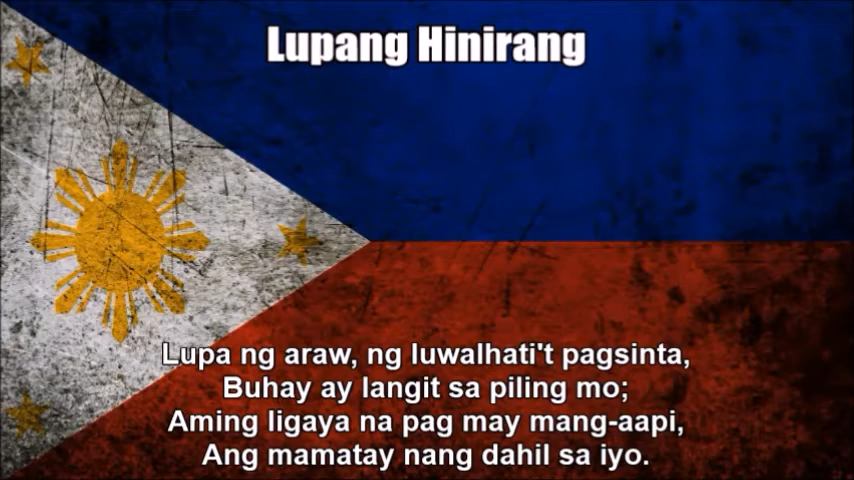 Lupang Hinirang
Lupa ng araw, ng luwalhati't pagsinta,
Buhay ay langit sa piling mo;
Aming ligaya na pag may mang-aapi,
Ang mamatay nang dahil sa iyo.